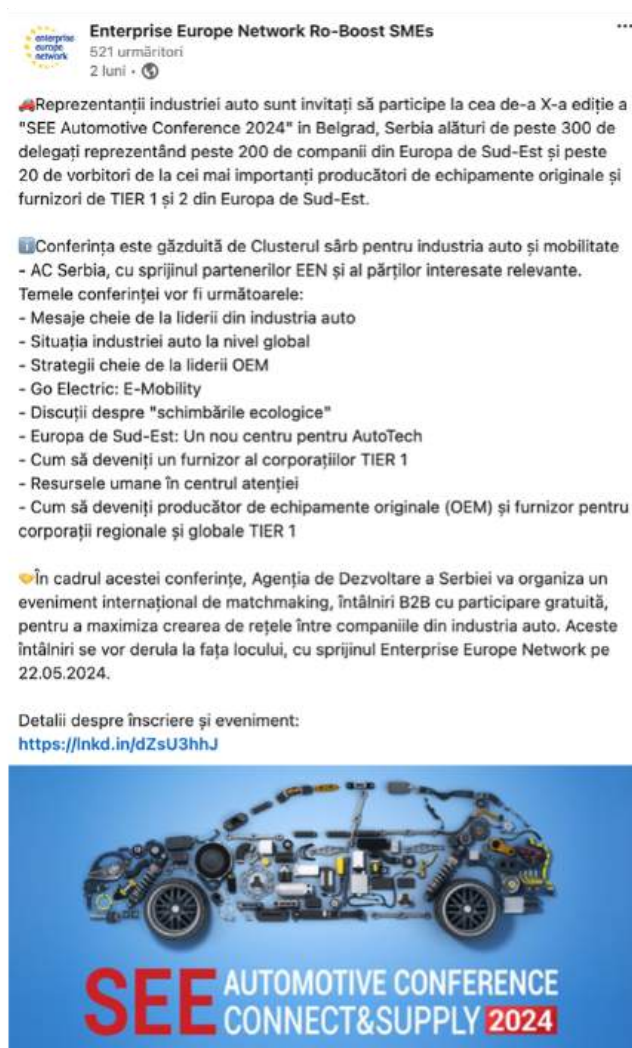 enterprise
europe
network
Enterprise Europe Network Ro-Boost SMEs
521 urmăritori
2 luni •
🚗Reprezentanții industriei auto sunt invitați să participe la cea de-a X-a ediție a
"SEE Automotive Conference 2024" in Belgrad, Serbia alături de peste 300 de
delegați reprezentând peste 200 de companii din Europa de Sud-Est și peste
20 de vorbitori de la cei mai importanți producători de echipamente originale și
furnizori de TIER 1 și 2 din Europa de Sud-Est.
ℹ️Conferința este găzduită de Clusterul sârb pentru industria auto și mobilitate
- AC Serbia, cu sprijinul partenerilor EEN și al părților interesate relevante.
Temele conferinței vor fi următoarele:
- Mesaje cheie de la liderii din industria auto
- Situația industriei auto la nivel global
- Strategii cheie de la liderii OEM
- Go Electric: E-Mobility
- Discuții despre "schimbările ecologice"
- Europa de Sud-Est: Un nou centru pentru AutoTech
- Cum să deveniți un furnizor al corporațiilor TIER 1
- Resursele umane în centrul atenției
- Cum să deveniți producător de echipamente originale (OEM) și furnizor pentru
corporații regionale și globale TIER 1
🤝În cadrul acestei conferințe, Agenția de Dezvoltare a Serbiei va organiza un
eveniment internațional de matchmaking, întâlniri B2B cu participare gratuită,
pentru a maximiza crearea de rețele între companiile din industria auto. Aceste
întâlniri se vor derula la fața locului, cu sprijinul Enterprise Europe Network pe
22.05.2024.
Detalii despre înscriere și eveniment:
https://lnkd.in/dZsU3hhJ
SEE AUTOMOTIVE CONFERENCE
CONNECT&SUPPLY 2024